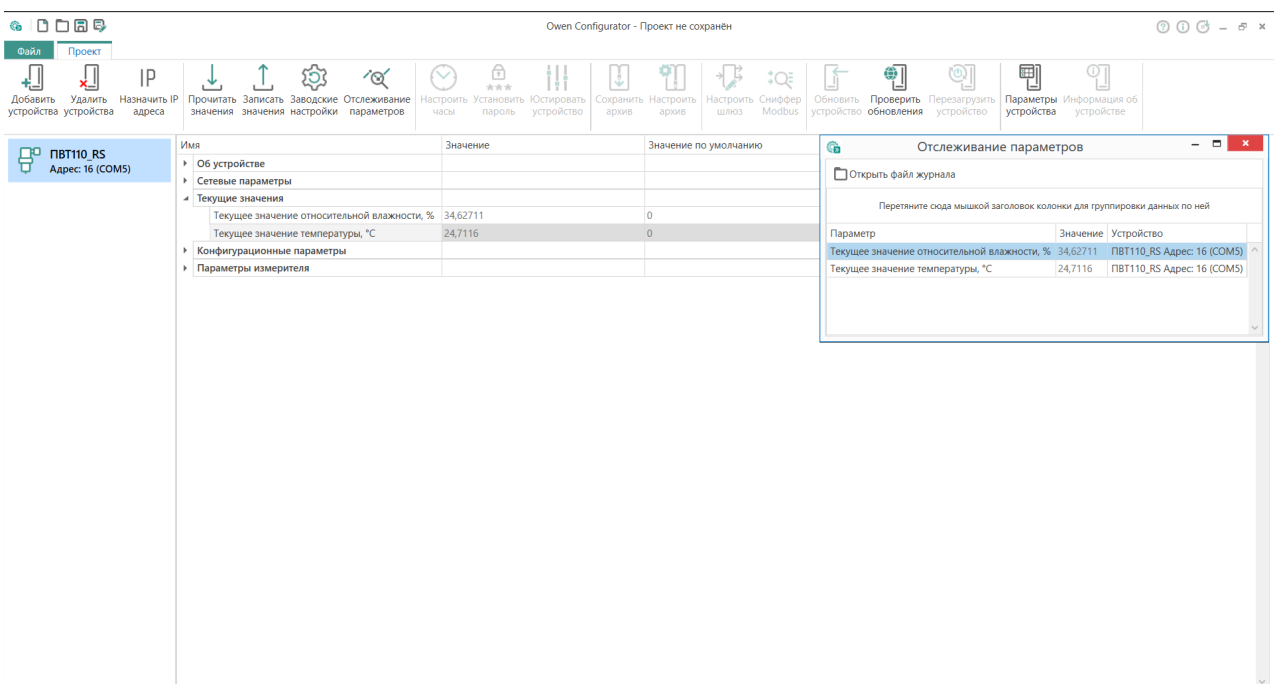 Owen Configurator - Проект не сохранён
Файл Проект
Добавить устройства
Удалить устройства
Назначить IP адреса
Прочитать значения
Записать значения
Заводские настройки
Отслеживание параметров
Настроить часы
Установить пароль
Юстировать устройство
Сохранить архив
Настроить архив
Настроить шлюз
Сниффер Modbus
Обновить устройство
Проверить обновления
Перезагрузить устройство
Параметры устройства
Информация об устройстве
ПВТ110_RS
Адрес: 16 (COM5)
Имя Значение Значение по умолчанию
Об устройстве
Сетевые параметры
Текущие значения
Текущее значение относительной влажности, % 34,62711 0
Текущее значение температуры, °C 24,7116 0
Конфигурационные параметры
Параметры измерителя
Отслеживание параметров
Открыть файл журнала
Перетяните сюда мышкой заголовок колонки для группировки данных по ней
Параметр Значение Устройство
Текущее значение относительной влажности, % 34,62711 ПВТ110_RS Адрес: 16 (COM5)
Текущее значение температуры, °C 24,7116 ПВТ110_RS Адрес: 16 (COM5)